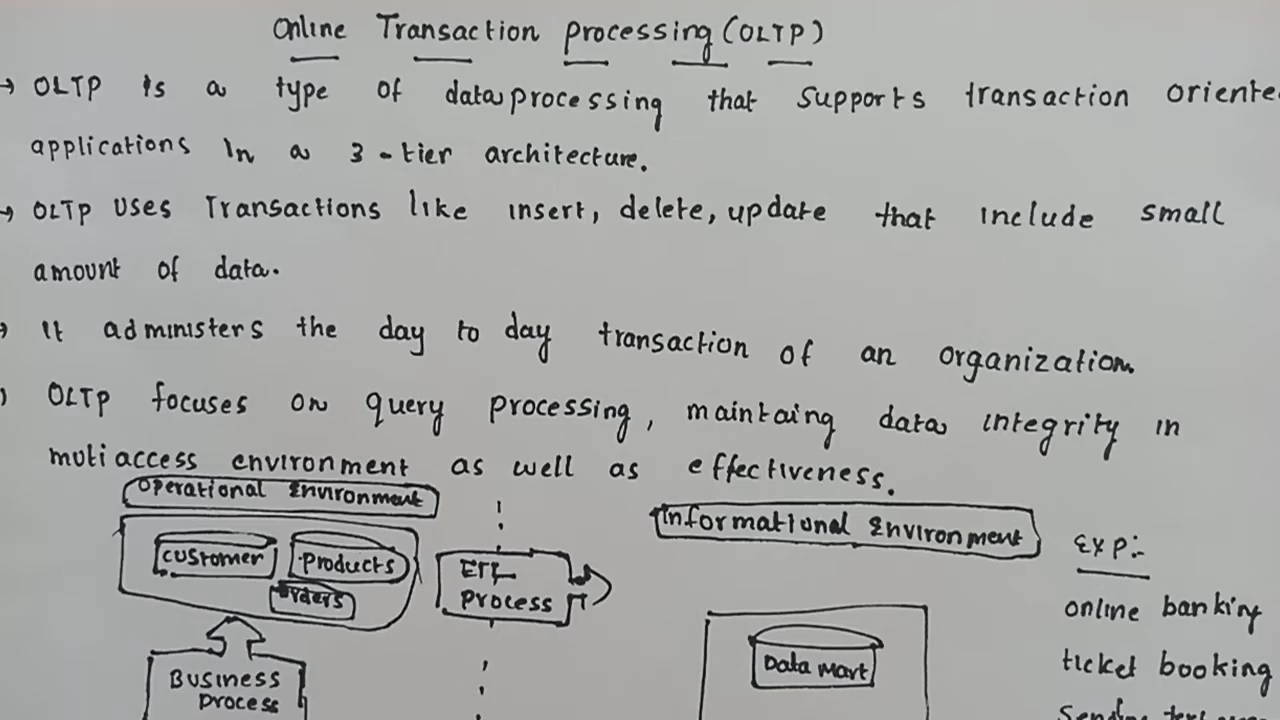 Online Transaction Processing (OLTP)
→ OLTP is a type of data processing that supports transaction oriente
applications in a 3-tier architecture.
→ OLTP uses Transactions like insert, delete, update that include small
amount of data.
→ It administers the day to day transaction of an organization.
OLTP focuses on query processing, maintaing data integrity in
mutiaccess environment as well as effectiveness.
Operational Environment
Informational Environment
customer
products
orders
ETL
Process
Business
Process
Data Mart
Exp:-
online banking
ticket booking
Sending text